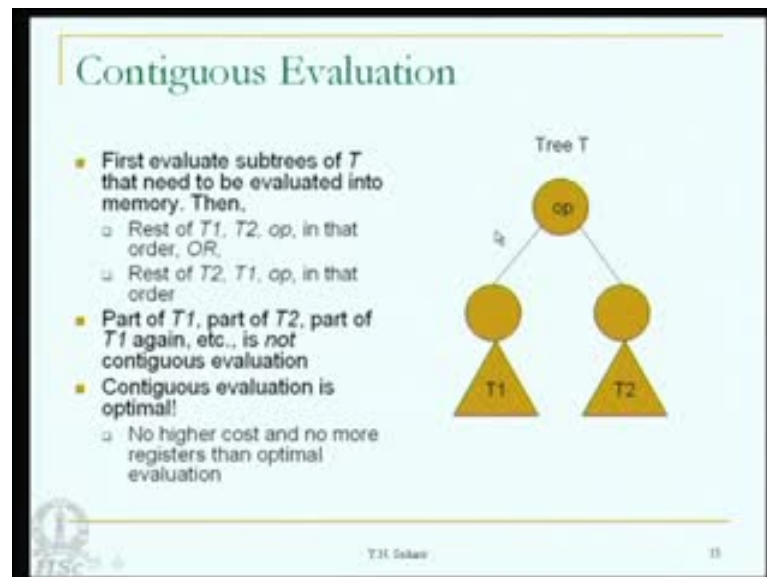 Contiguous Evaluation
First evaluate subtrees of T
that need to be evaluated into
memory. Then,
Rest of T1, T2, op, in that
order, OR,
Rest of T2, T1, op, in that
order
Part of T1, part of T2, part of
T1 again, etc., is not
contiguous evaluation
Contiguous evaluation is
optimal!
No higher cost and no more
registers than optimal
evaluation
Tree T
op
T1
T2
Y.N.